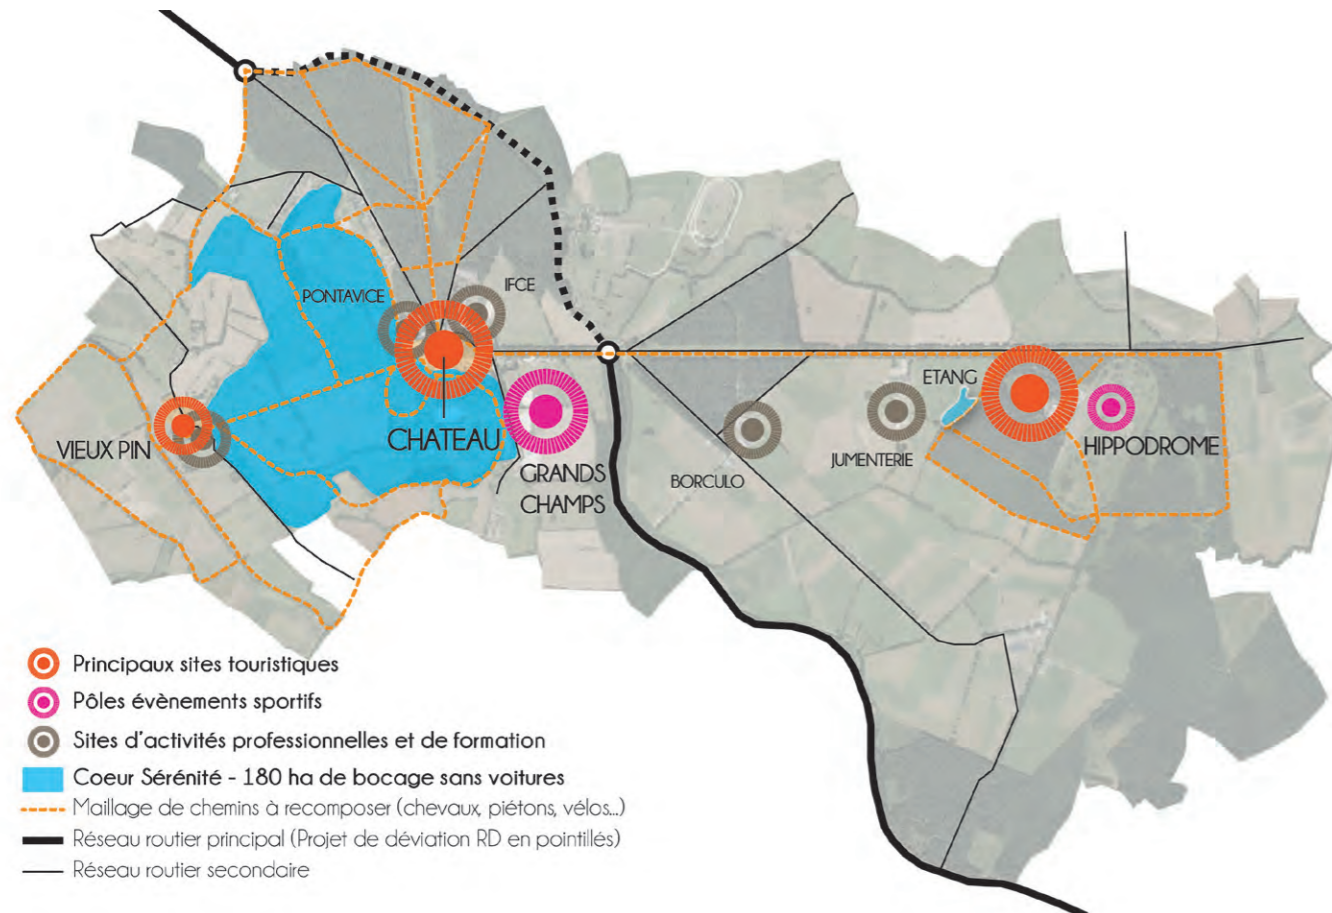 PONTAVICE
IFCE
ETANG
VIEUX PIN
CHATEAU
GRANDS
CHAMPS
BORCULO
JUMENTERIE
HIPPODROME
Principaux sites touristiques
Pôles évènements sportifs
Sites d'activités professionnelles et de formation
Coeur Sérénité - 180 ha de bocage sans voitures
Maillage de chemins à recomposer (chevaux, piétons, vélos...)
Réseau routier principal (Projet de déviation RD en pointillés)
Réseau routier secondaire